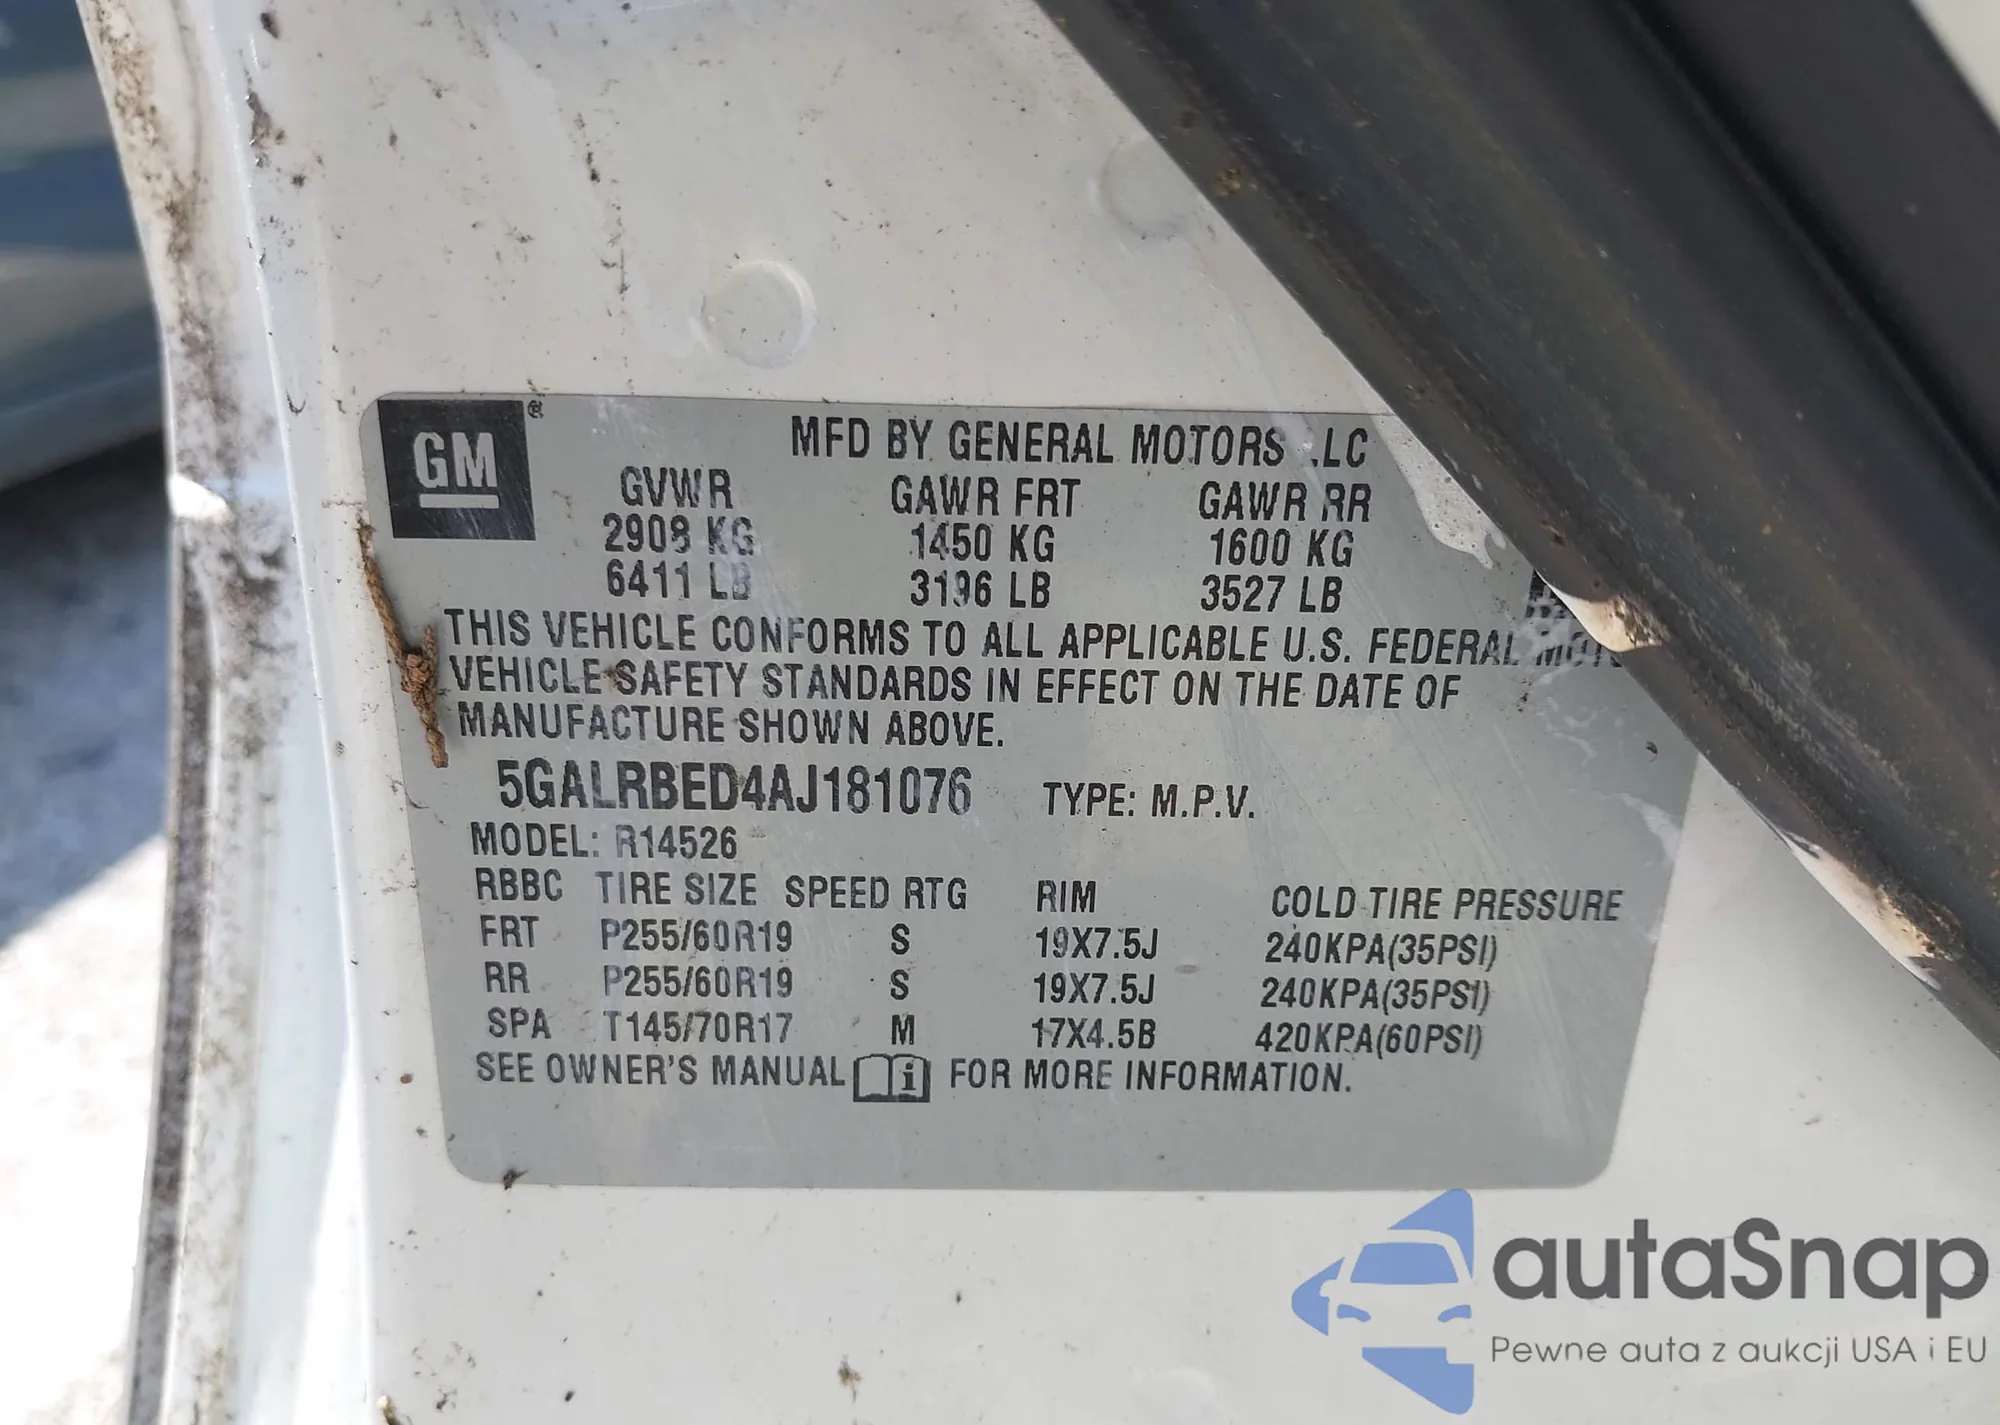 GM ®
MFD BY GENERAL MOTORS LC
GVWR GAWR FRT GAWR RR
2908 KG 1450 KG 1600 KG
6411 LB 3196 LB 3527 LB
THIS VEHICLE CONFORMS TO ALL APPLICABLE U.S. FEDERAL
VEHICLE SAFETY STANDARDS IN EFFECT ON THE DATE OF
MANUFACTURE SHOWN ABOVE.
5GALRBED4AJ181076 TYPE: M.P.V.
MODEL: R14526
RBBC TIRE SIZE SPEED RTG RIM COLD TIRE PRESSURE
FRT P255/60R19 S 19X7.5J 240KPA(35PSI)
RR P255/60R19 S 19X7.5J 240KPA(35PSI)
SPA T145/70R17 M 17X4.5B 420KPA(60PSI)
SEE OWNER'S MANUAL i FOR MORE INFORMATION.
autaSnap
Pewne auta z aukcji USA i EU